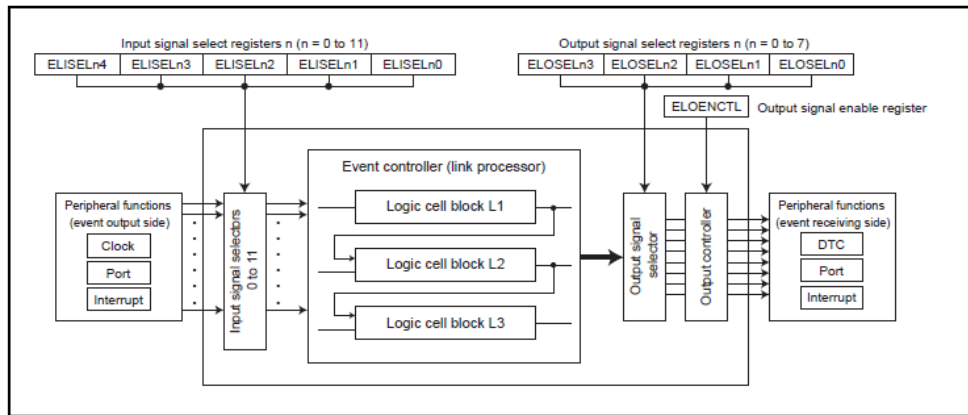 Input signal select registers n (n = 0 to 11)
ELISELn4 ELISELn3 ELISELn2 ELISELn1 ELISELn0
Output signal select registers n (n = 0 to 7)
ELOSELn3 ELOSELn2 ELOSELn1 ELOSELn0
ELOENCTL Output signal enable register
Peripheral functions
(event output side)
Clock
Port
Interrupt
Input signal selectors
0 to 11
Event controller (link processor)
Logic cell block L1
Logic cell block L2
Logic cell block L3
Output signal
selector
Output controller
Peripheral functions
(event receiving side)
DTC
Port
Interrupt